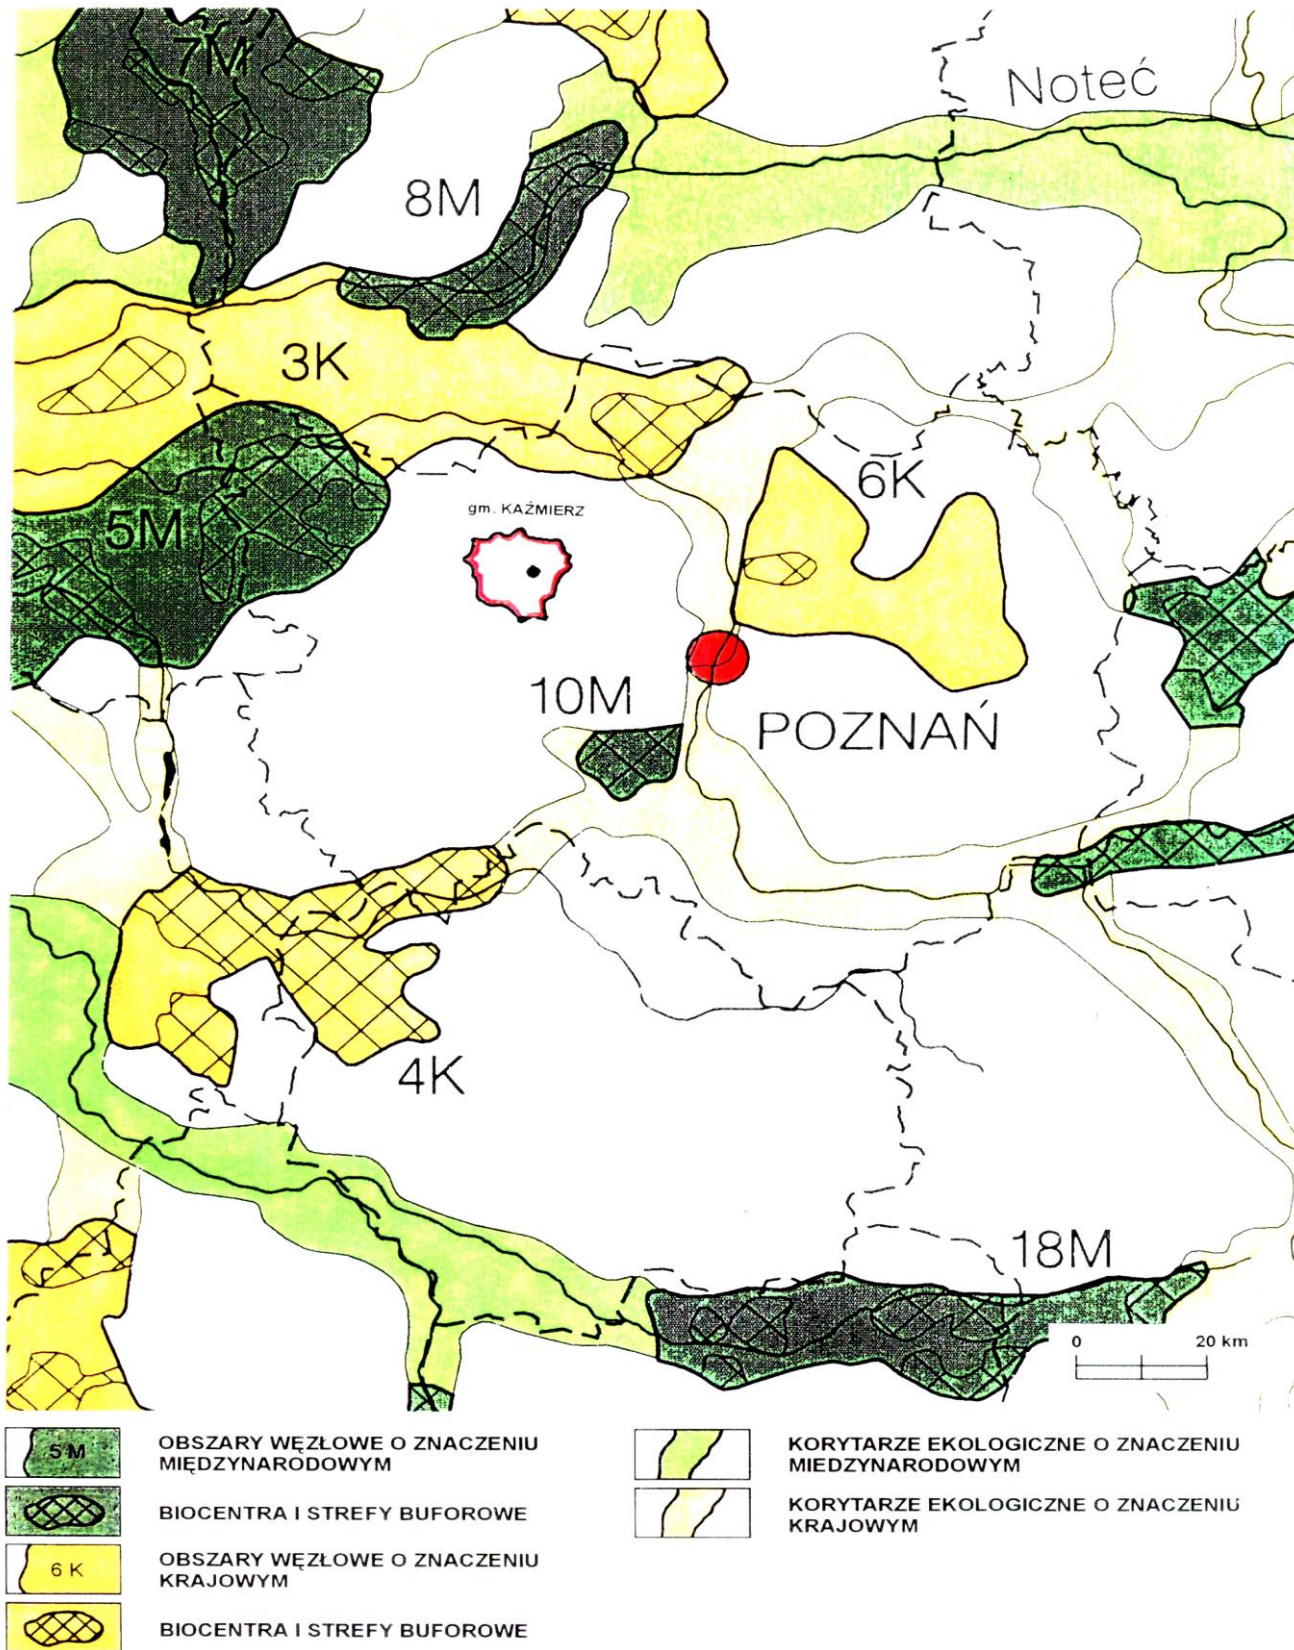 7M
Noteć
8M
3K
6K
gm. KAŹMIERZ
5M
10M
POZNAŃ
4K
18M
0 20 km
5 M OBSZARY WĘZŁOWE O ZNACZENIU
MIĘDZYNARODOWYM
BIOCENTRA I STREFY BUFOROWE
6 K OBSZARY WĘZŁOWE O ZNACZENIU
KRAJOWYM
BIOCENTRA I STREFY BUFOROWE
KORYTARZE EKOLOGICZNE O ZNACZENIU
MIEDZYNARODOWYM
KORYTARZE EKOLOGICZNE O ZNACZENIU
KRAJOWYM